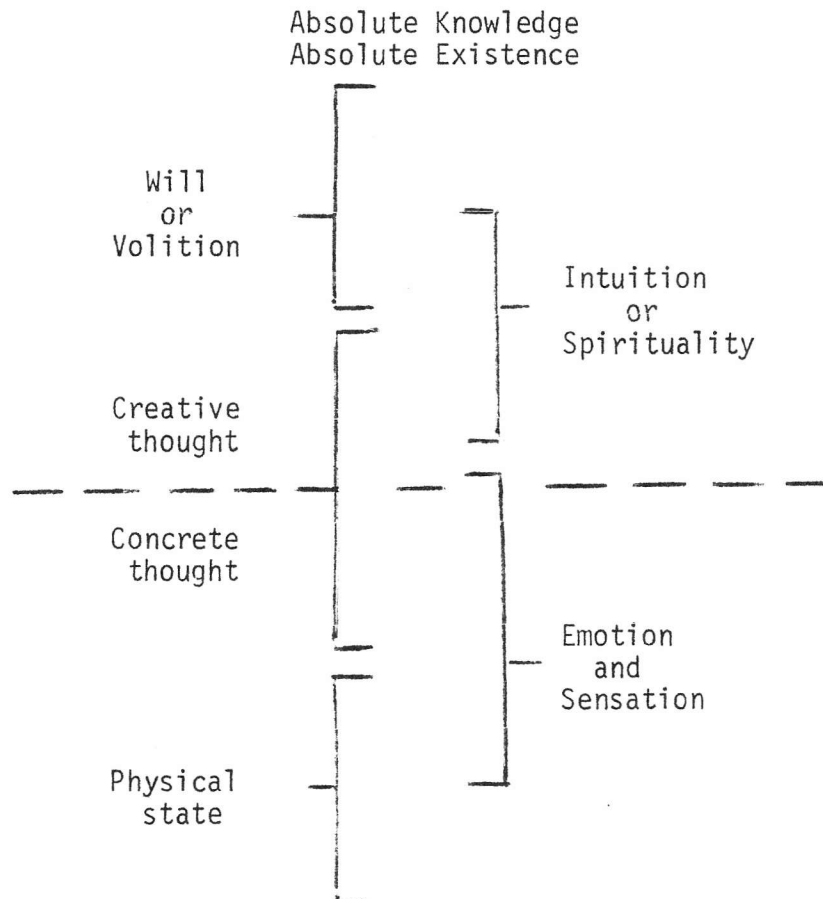 Absolute Knowledge
Absolute Existence
Will
or
Volition
Intuition
or
Spirituality
Creative
thought
Concrete
thought
Emotion
and
Sensation
Physical
state